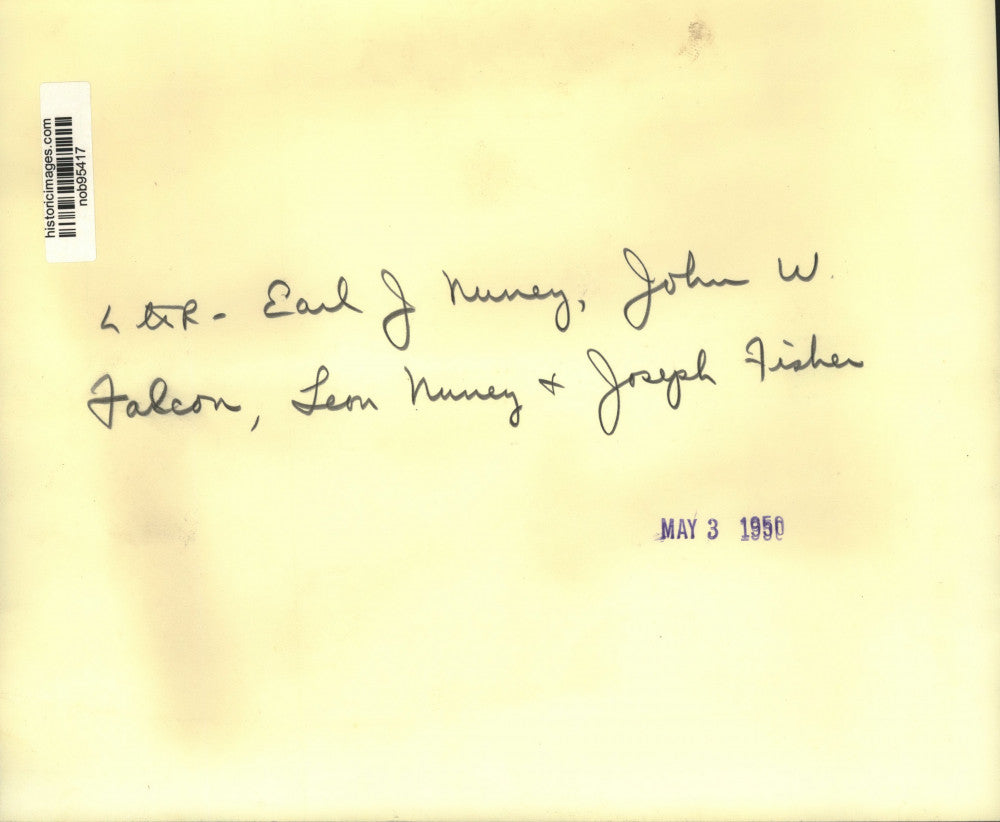 historicimages.com
nob95417
L to R - Earl J Nuney, John W.
Falcon, Leon Nuney + Joseph Fisher
MAY 3 1950